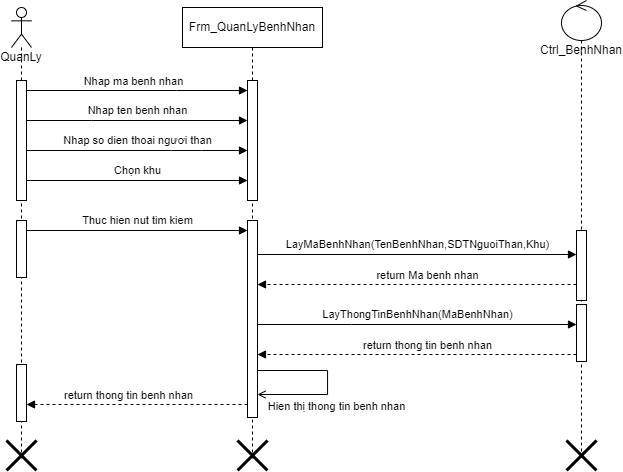 Frm_QuanLyBenhNhan
QuanLy
Ctrl_BenhNhan
Nhap ma benh nhan
Nhap ten benh nhan
Nhap so dien thoai ngươi than
Chọn khu
Thuc hien nut tim kiem
LayMaBenhNhan(TenBenhNhan,SDTNguoiThan,Khu)
return Ma benh nhan
LayThongTinBenhNhan(MaBenhNhan)
return thong tin benh nhan
return thong tin benh nhan
Hien thị thong tin benh nhan